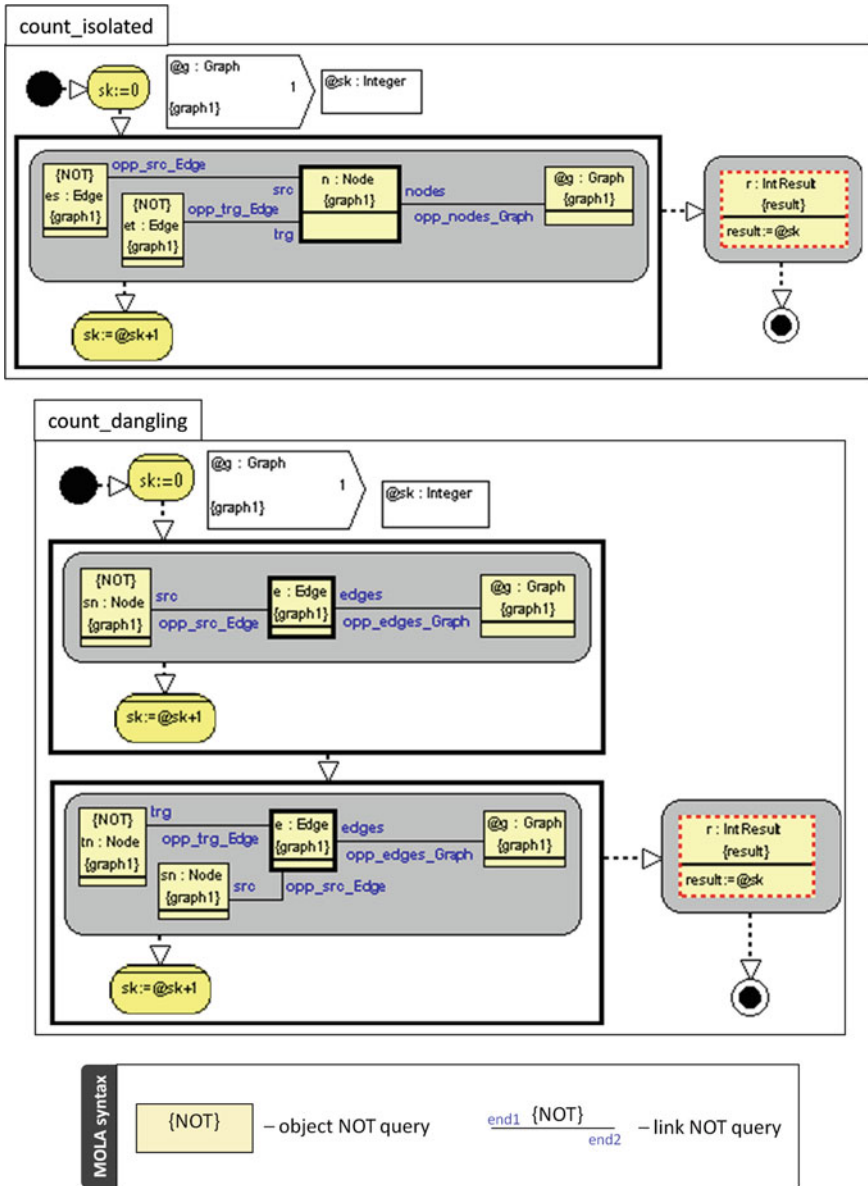 count_isolated
@g : Graph
1
{graph1}
@sk : Integer
sk:=0
{NOT}
es : Edge
{graph1}
opp_src_Edge
src
{NOT}
et : Edge
{graph1}
opp_trg_Edge
trg
n : Node
{graph1}
nodes
opp_nodes_Graph
@g : Graph
{graph1}
sk:=@sk+1
r : IntResult
{result}
result:=@sk
count_dangling
@g : Graph
1
{graph1}
@sk : Integer
sk:=0
{NOT}
sn : Node
{graph1}
src
opp_src_Edge
e : Edge
{graph1}
edges
opp_edges_Graph
@g : Graph
{graph1}
sk:=@sk+1
{NOT}
tn : Node
{graph1}
trg
opp_trg_Edge
sn : Node
{graph1}
src
opp_src_Edge
e : Edge
{graph1}
edges
opp_edges_Graph
@g : Graph
{graph1}
sk:=@sk+1
r : IntResult
{result}
result:=@sk
MOLA syntax
{NOT}
– object NOT query
end1 {NOT}
end2
– link NOT query